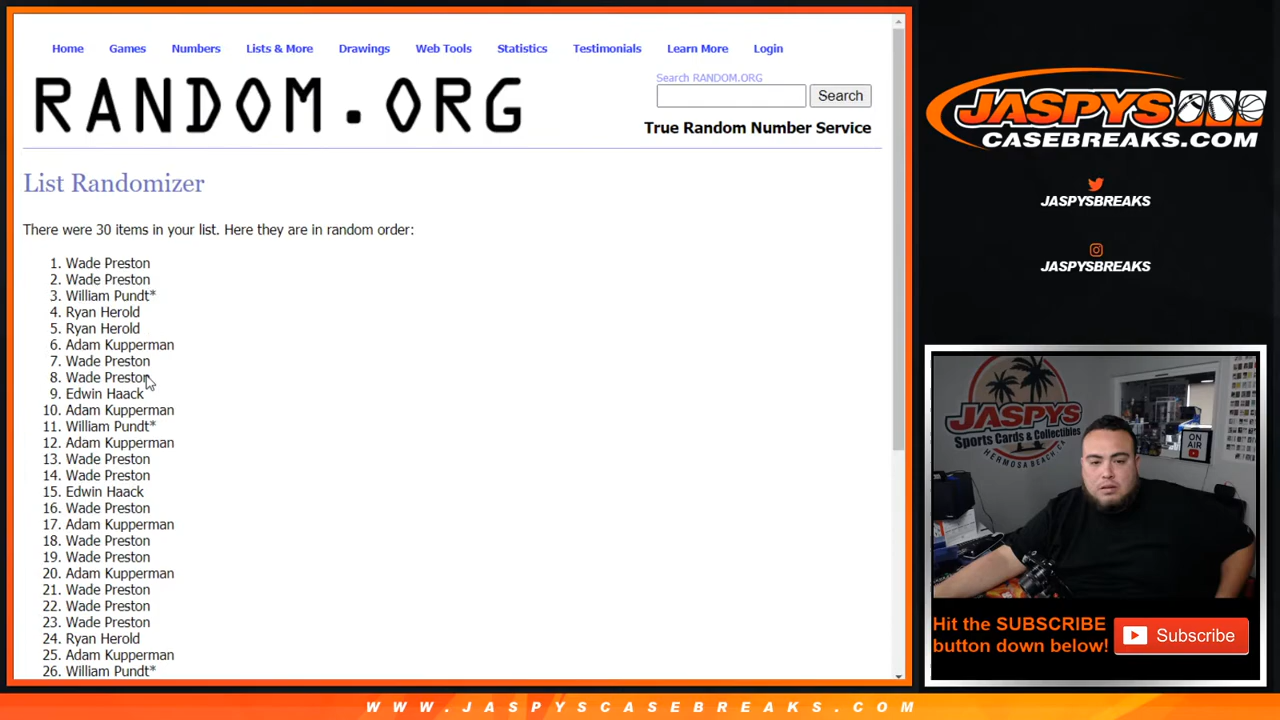 Home Games Numbers Lists & More Drawings Web Tools Statistics Testimonials Learn More Login
RANDOM.ORG
Search RANDOM.ORG
Search
True Random Number Service
List Randomizer
There were 30 items in your list. Here they are in random order:
1. Wade Preston
2. Wade Preston
3. William Pundt*
4. Ryan Herold
5. Ryan Herold
6. Adam Kupperman
7. Wade Preston
8. Wade Preston
9. Edwin Haack
10. Adam Kupperman
11. William Pundt*
12. Adam Kupperman
13. Wade Preston
14. Wade Preston
15. Edwin Haack
16. Wade Preston
17. Adam Kupperman
18. Wade Preston
19. Wade Preston
20. Adam Kupperman
21. Wade Preston
22. Wade Preston
23. Wade Preston
24. Ryan Herold
25. Adam Kupperman
26. William Pundt*
JASPYS
CASEBREAKS.COM
JASPYSBREAKS
JASPYSBREAKS
JASPYS
Sports Cards & Collectibles
HERMOSA BEACH, CA
ON AIR
Hit the SUBSCRIBE
button down below!
Subscribe
WWW.JASPYSCASEBREAKS.COM